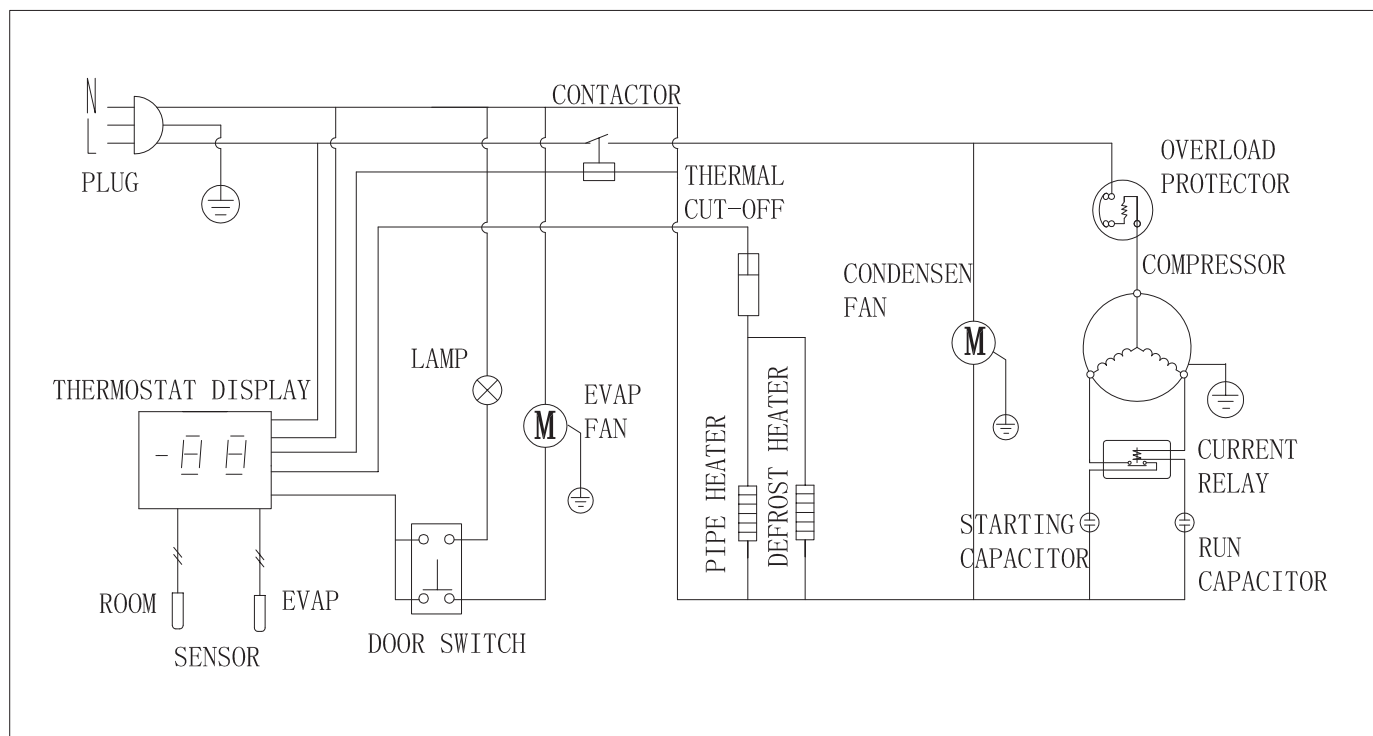 N
L
PLUG
CONTACTOR
THERMAL
CUT-OFF
OVERLOAD
PROTECTOR
COMPRESSOR
CONDENSEN
FAN
M
LAMP
THERMOSTAT DISPLAY
-88
EVAP
FAN
M
PIPE HEATER
DEFROST HEATER
CURRENT
RELAY
STARTING
CAPACITOR
RUN
CAPACITOR
ROOM
EVAP
SENSOR
DOOR SWITCH